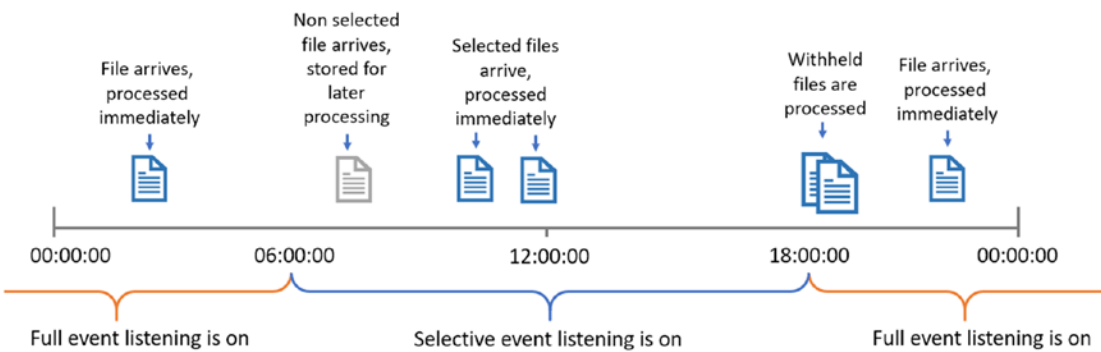 File arrives,
processed
immediately
Non selected
file arrives,
stored for
later
processing
Selected files
arrive,
processed
immediately
Withheld
files are
processed
File arrives,
processed
immediately
00:00:00
06:00:00
12:00:00
18:00:00
00:00:00
Full event listening is on
Selective event listening is on
Full event listening is on